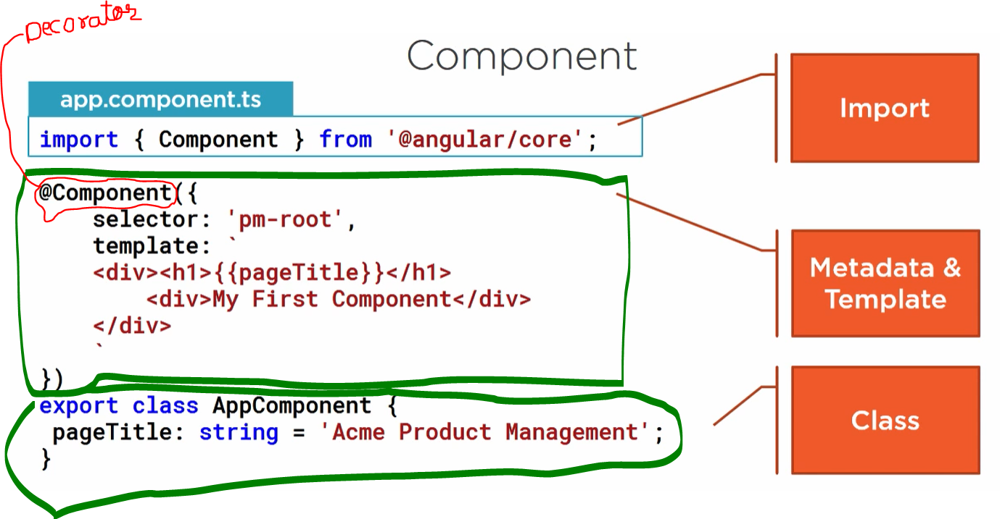 Decorator
Component
app.component.ts
import { Component } from '@angular/core';
Import
@Component({
    selector: 'pm-root',
    template: `
    <div><h1>{{pageTitle}}</h1>
        <div>My First Component</div>
    </div>
    `
})
Metadata &
Template
export class AppComponent {
 pageTitle: string = 'Acme Product Management';
}
Class